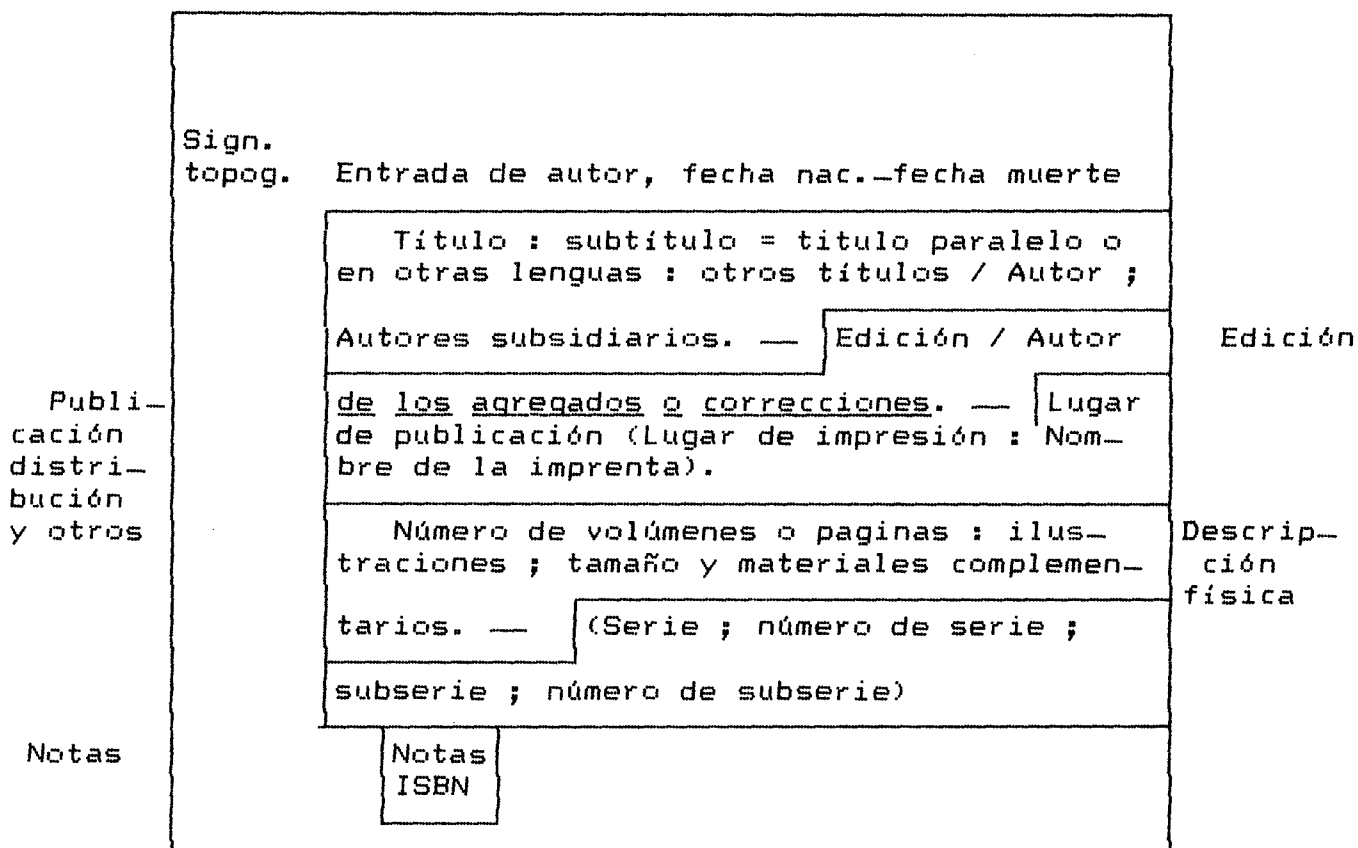 Sign.
topog. Entrada de autor, fecha nac.—fecha muerte
Título : subtítulo = titulo paralelo o
en otras lenguas : otros títulos / Autor ;
Autores subsidiarios. — Edición / Autor
Edición
de los agregados o correcciones. — Lugar
de publicación (Lugar de impresión : Nom—
bre de la imprenta).
Publi—
cación
distri—
bución
y otros
Número de volúmenes o paginas : ilus—
traciones ; tamaño y materiales complemen—
tarios. — (Serie ; número de serie ;
subserie ; número de subserie)
Descrip—
ción
física
Notas
Notas
ISBN